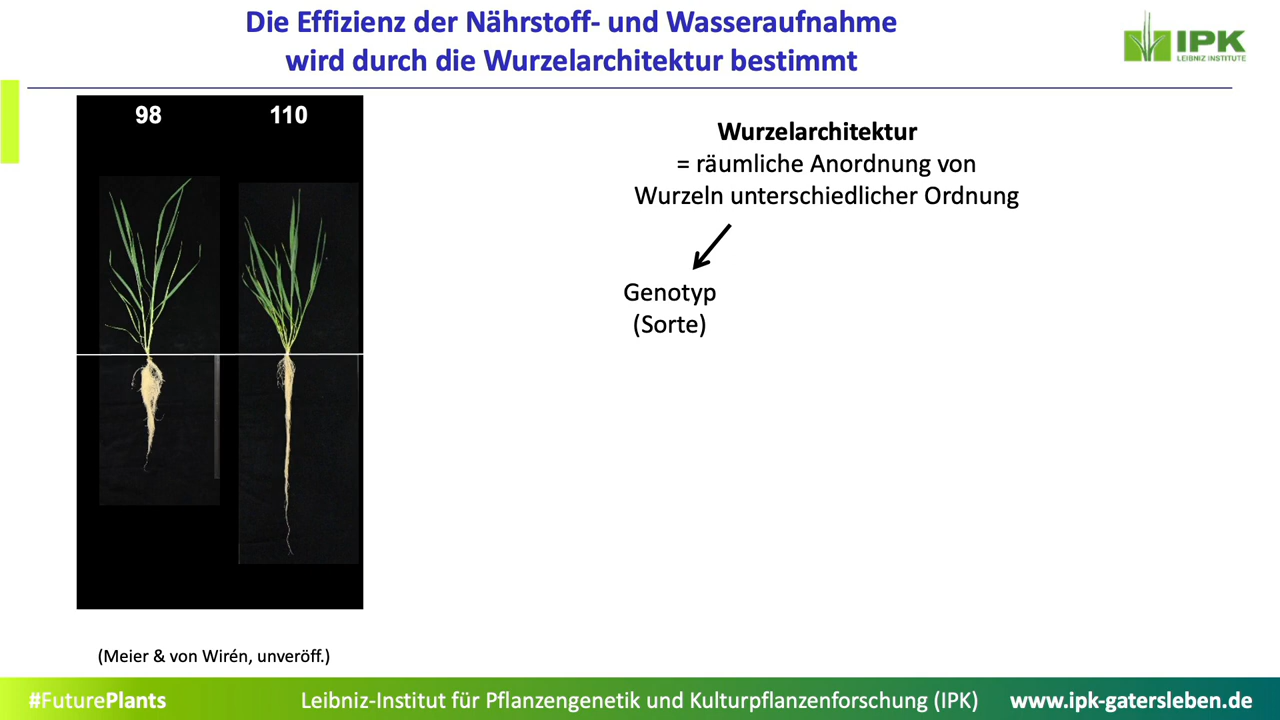 Die Effizienz der Nährstoff- und Wasseraufnahme
wird durch die Wurzelarchitektur bestimmt
IPK
LEIBNIZ INSTITUTE
98 110
Wurzelarchitektur
= räumliche Anordnung von
Wurzeln unterschiedlicher Ordnung
Genotyp
(Sorte)
(Meier & von Wirén, unveröff.)
#FuturePlants Leibniz-Institut für Pflanzengenetik und Kulturpflanzenforschung (IPK) www.ipk-gatersleben.de